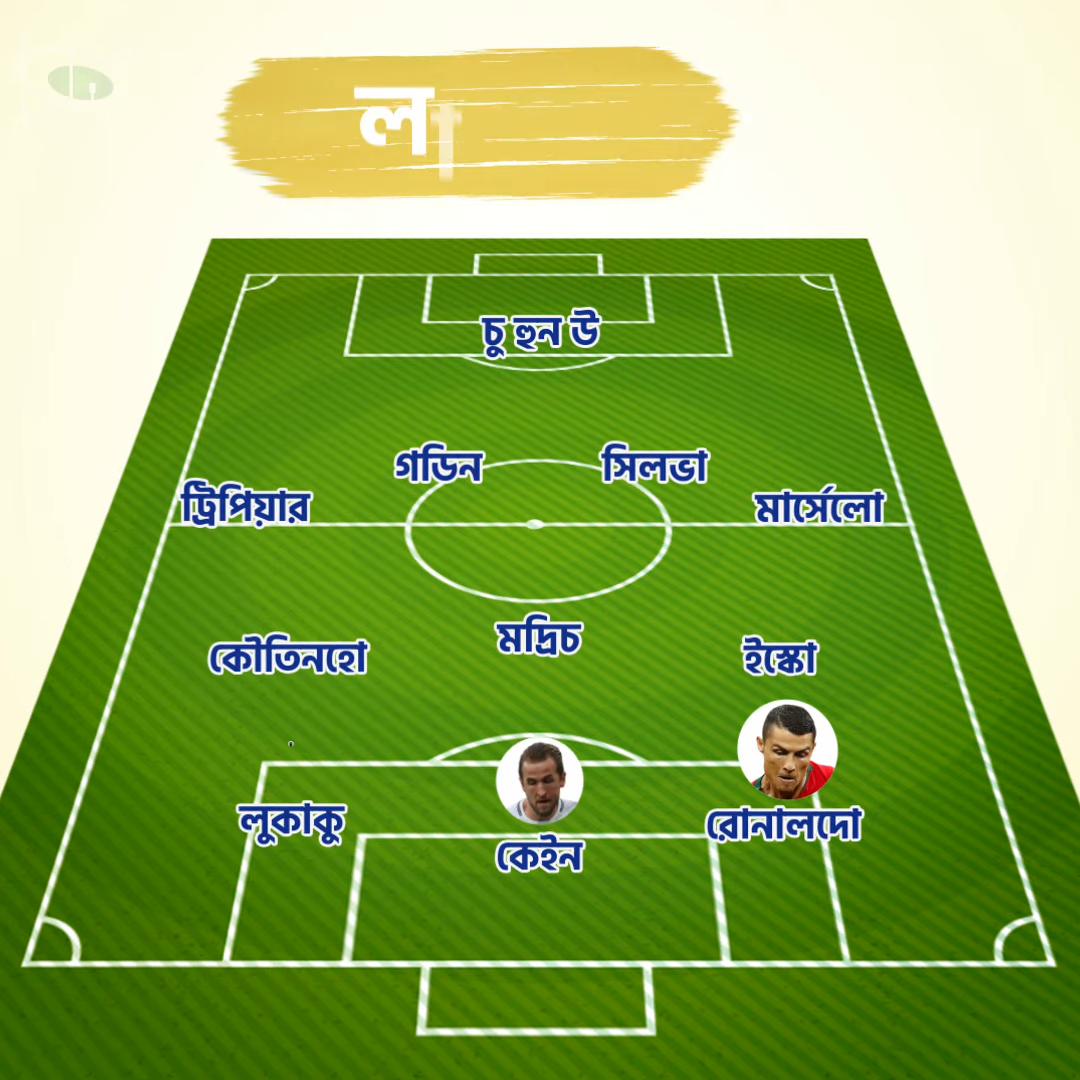 লা
চু হুন উ
গডিন সিলভা
ট্রিপিয়ার মার্সেলো
মদ্রিচ
কৌতিনহো ইস্কো
লুকাকু কেইন রোনালদো